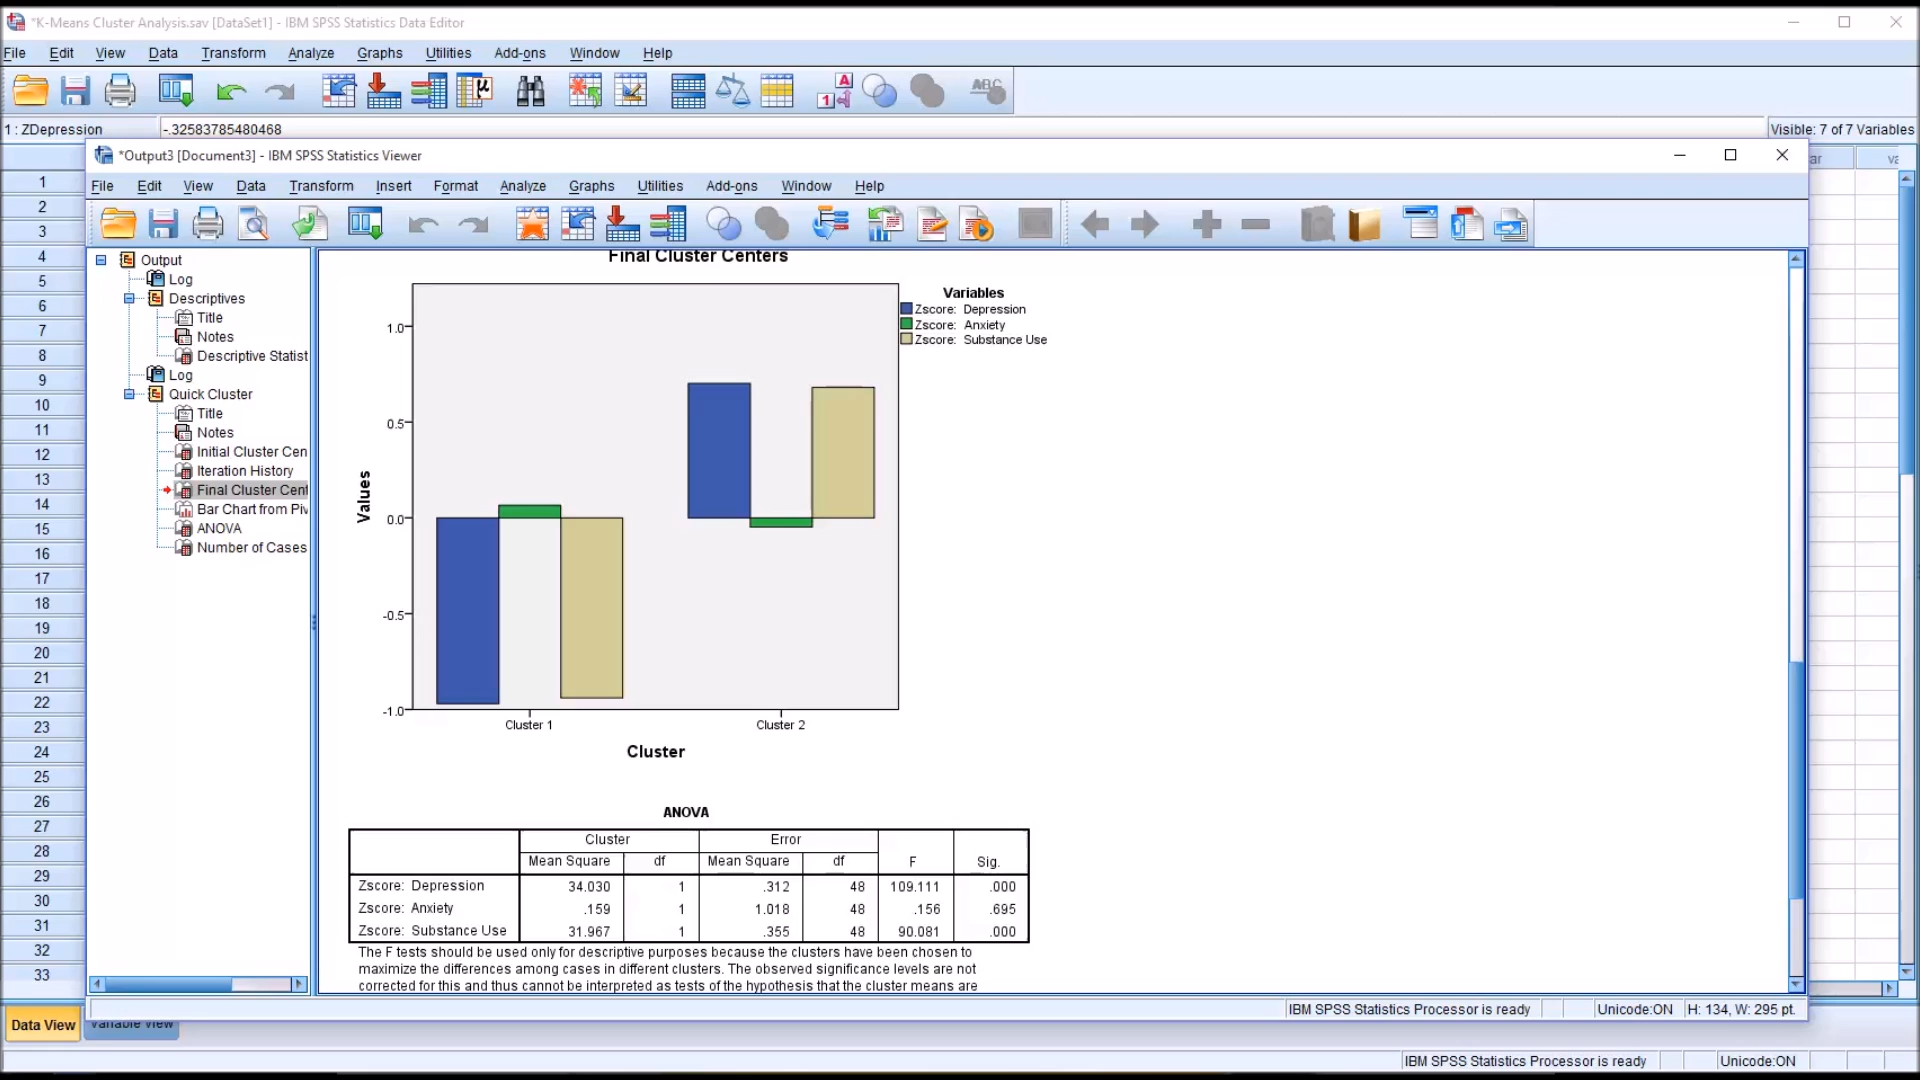 *K-Means Cluster Analysis.sav [DataSet1] - IBM SPSS Statistics Data Editor
File Edit View Data Transform Analyze Graphs Utilities Add-ons Window Help
1 : ZDepression -.32583785480468 Visible: 7 of 7 Variables
*Output3 [Document3] - IBM SPSS Statistics Viewer
File Edit View Data Transform Insert Format Analyze Graphs Utilities Add-ons Window Help
Output
Log
Descriptives
Title
Notes
Descriptive Statist
Log
Quick Cluster
Title
Notes
Initial Cluster Cen
Iteration History
Final Cluster Cent
Bar Chart from Piv
ANOVA
Number of Cases
1
2
3
4
5
6
7
8
9
10
11
12
13
14
15
16
17
18
19
20
21
22
23
24
25
26
27
28
29
30
31
32
33
Final Cluster Centers
Variables
Zscore: Depression
Zscore: Anxiety
Zscore: Substance Use
Values
1.0
0.5
0.0
-0.5
-1.0
Cluster 1 Cluster 2
Cluster
ANOVA
Cluster Error
Mean Square df Mean Square df F Sig.
Zscore: Depression 34.030 1 .312 48 109.111 .000
Zscore: Anxiety .159 1 1.018 48 .156 .695
Zscore: Substance Use 31.967 1 .355 48 90.081 .000
The F tests should be used only for descriptive purposes because the clusters have been chosen to
maximize the differences among cases in different clusters. The observed significance levels are not
corrected for this and thus cannot be interpreted as tests of the hypothesis that the cluster means are
IBM SPSS Statistics Processor is ready Unicode:ON H: 134, W: 295 pt.
Data View Variable View
IBM SPSS Statistics Processor is ready Unicode:ON